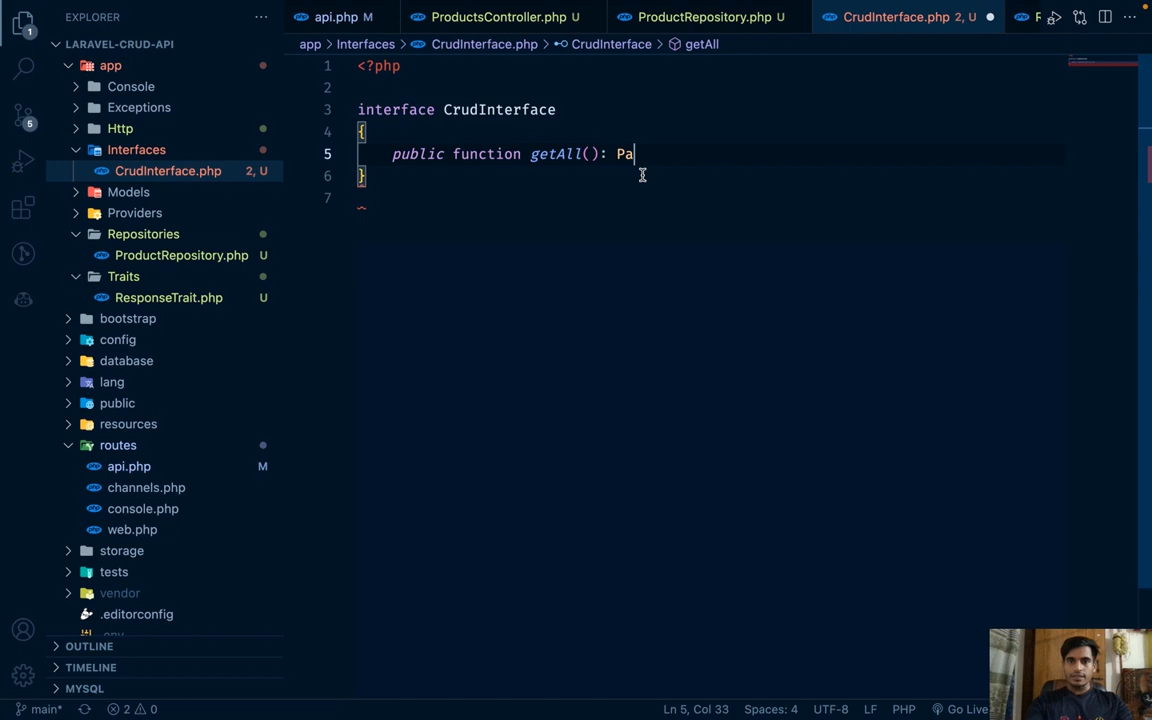 EXPLORER
LARAVEL-CRUD-API
app
Console
Exceptions
Http
Interfaces
CrudInterface.php 2, U
Models
Providers
Repositories
ProductRepository.php U
Traits
ResponseTrait.php U
bootstrap
config
database
lang
public
resources
routes
api.php M
channels.php
console.php
web.php
storage
tests
vendor
.editorconfig
.env
OUTLINE
TIMELINE
MYSQL
1
5
api.php M
ProductsController.php U
ProductRepository.php U
CrudInterface.php 2, U
app > Interfaces > CrudInterface.php > CrudInterface > getAll
1 <?php
2
3 interface CrudInterface
4 {
5 public function getAll(): Pa
6 }
7
main* 2 0 Ln 5, Col 33 Spaces: 4 UTF-8 LF PHP Go Live